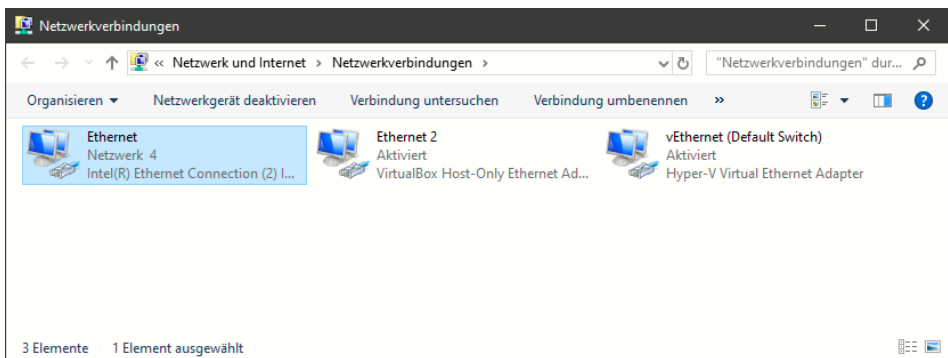 Netzwerkverbindungen
« Netzwerk und Internet › Netzwerkverbindungen ›
"Netzwerkverbindungen" dur...
Organisieren Netzwerkgerät deaktivieren Verbindung untersuchen Verbindung umbenennen »
Ethernet
Netzwerk 4
Intel(R) Ethernet Connection (2) I...
Ethernet 2
Aktiviert
VirtualBox Host-Only Ethernet Ad...
vEthernet (Default Switch)
Aktiviert
Hyper-V Virtual Ethernet Adapter
3 Elemente 1 Element ausgewählt